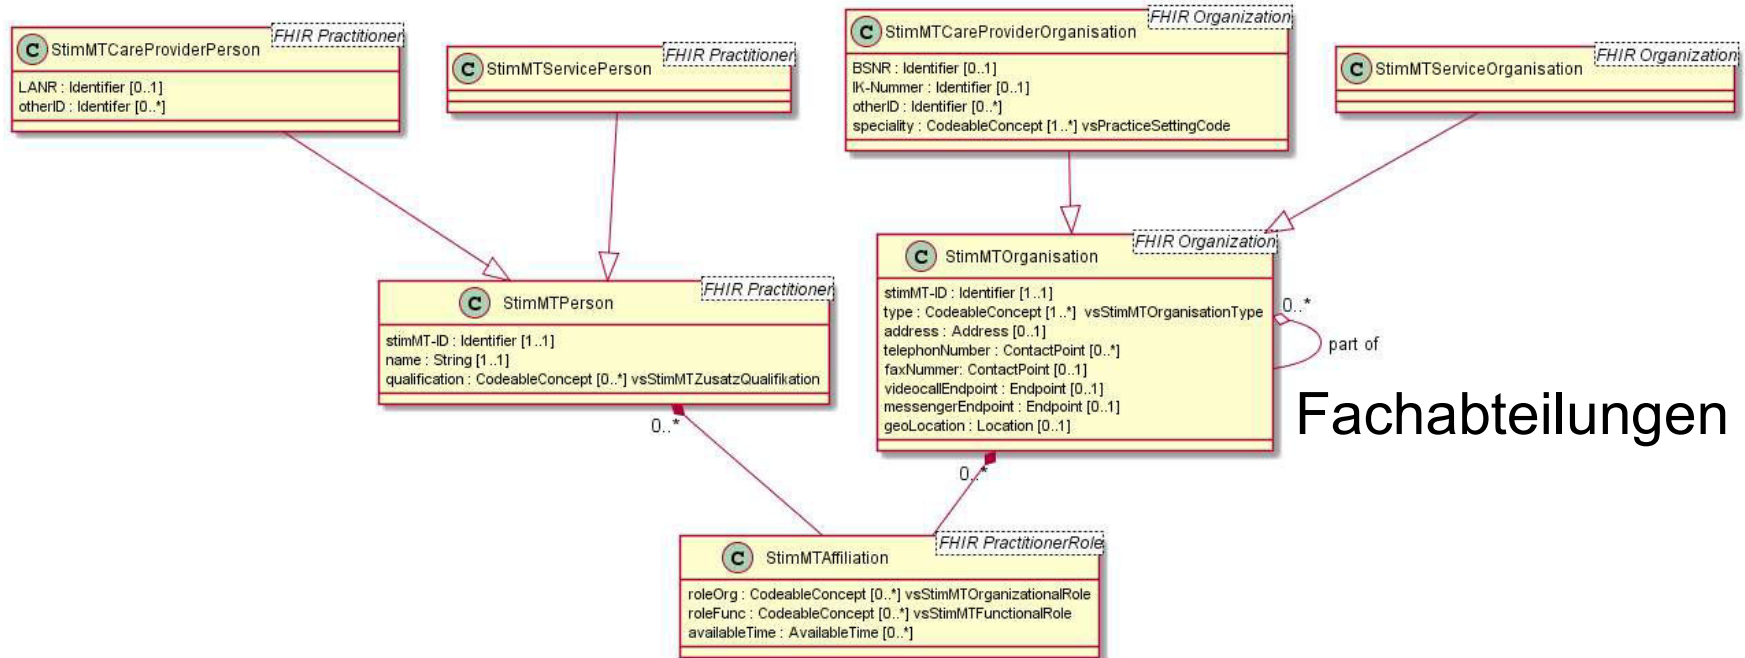 C StimMTCareProviderPerson
FHIR Practitioner
LANR : Identifier [0..1]
otherID : Identifer [0..*]
C StimMTServicePerson
FHIR Practitioner
C StimMTCareProviderOrganisation
FHIR Organization
BSNR : Identifier [0..1]
IK-Nummer : Identifier [0..1]
otherID : Identifier [0..*]
speciality : CodeableConcept [1..*] vsPracticeSettingCode
C StimMTServiceOrganisation
FHIR Organization
C StimMTPerson
FHIR Practitioner
stimMT-ID : Identifier [1..1]
name : String [1..1]
qualification : CodeableConcept [0..*] vsStimMTZusatzQualifikation
0..*
C StimMTOrganisation
FHIR Organization
stimMT-ID : Identifier [1..1]
type : CodeableConcept [1..*] vsStimMTOrganisationType
address : Address [0..1]
telephonNumber : ContactPoint [0..*]
faxNummer: ContactPoint [0..1]
videocallEndpoint : Endpoint [0..1]
messengerEndpoint : Endpoint [0..1]
geoLocation : Location [0..1]
0..*
part of
Fachabteilungen
0..*
C StimMTAffiliation
FHIR PractitionerRole
roleOrg : CodeableConcept [0..*] vsStimMTOrganizationalRole
roleFunc : CodeableConcept [0..*] vsStimMTFunctionalRole
availableTime : AvailableTime [0..*]